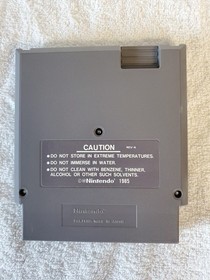 CAUTION
• DO NOT STORE IN EXTREME TEMPERATURES.
• DO NOT IMMERSE IN WATER.
• DO NOT CLEAN WITH BENZENE, THINNER,
ALCOHOL OR OTHER SUCH SOLVENTS.
©Nintendo 1985
Nintendo